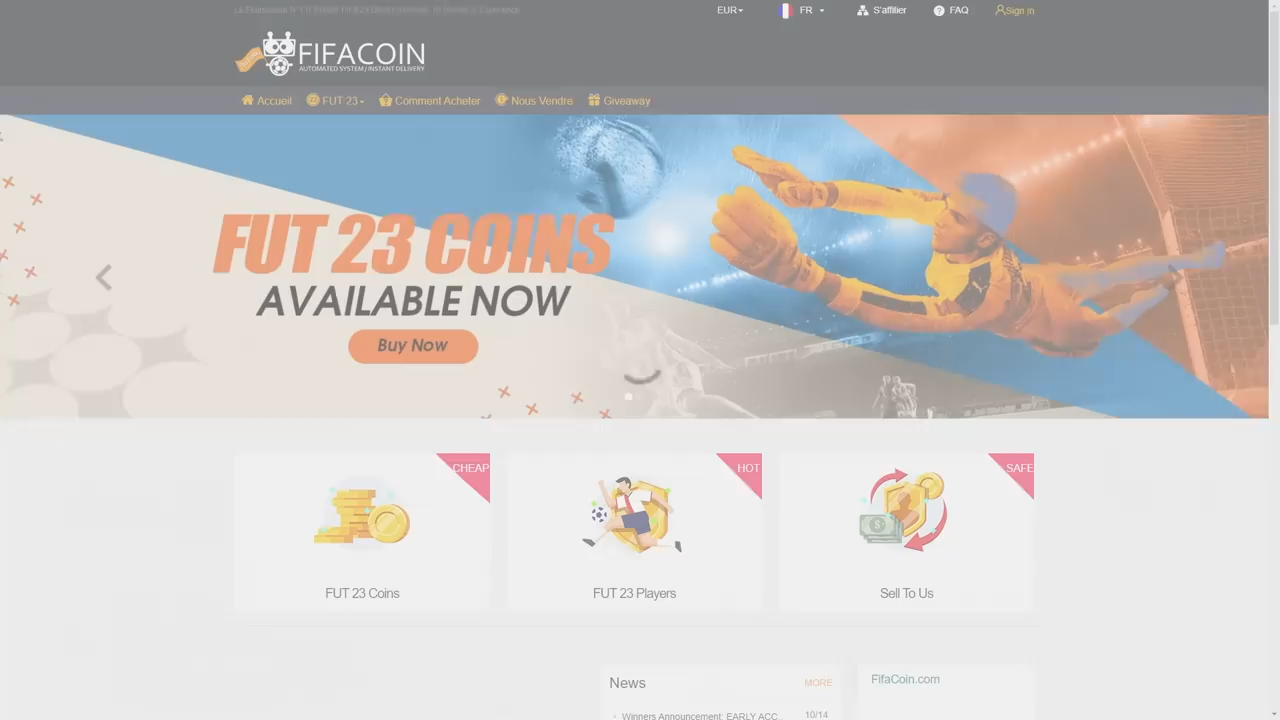 EUR
FR
S'affilier
FAQ
Sign in
FIFACOIN
AUTOMATED SYSTEM / INSTANT DELIVERY
Accueil
FUT 23
Comment Acheter
Nous Vendre
Giveaway
FUT 23 COINS
AVAILABLE NOW
Buy Now
CHEAP
HOT
SAFE
FUT 23 Coins
FUT 23 Players
Sell To Us
News
MORE
FifaCoin.com
Winners Announcement: EARLY ACC...
10/14